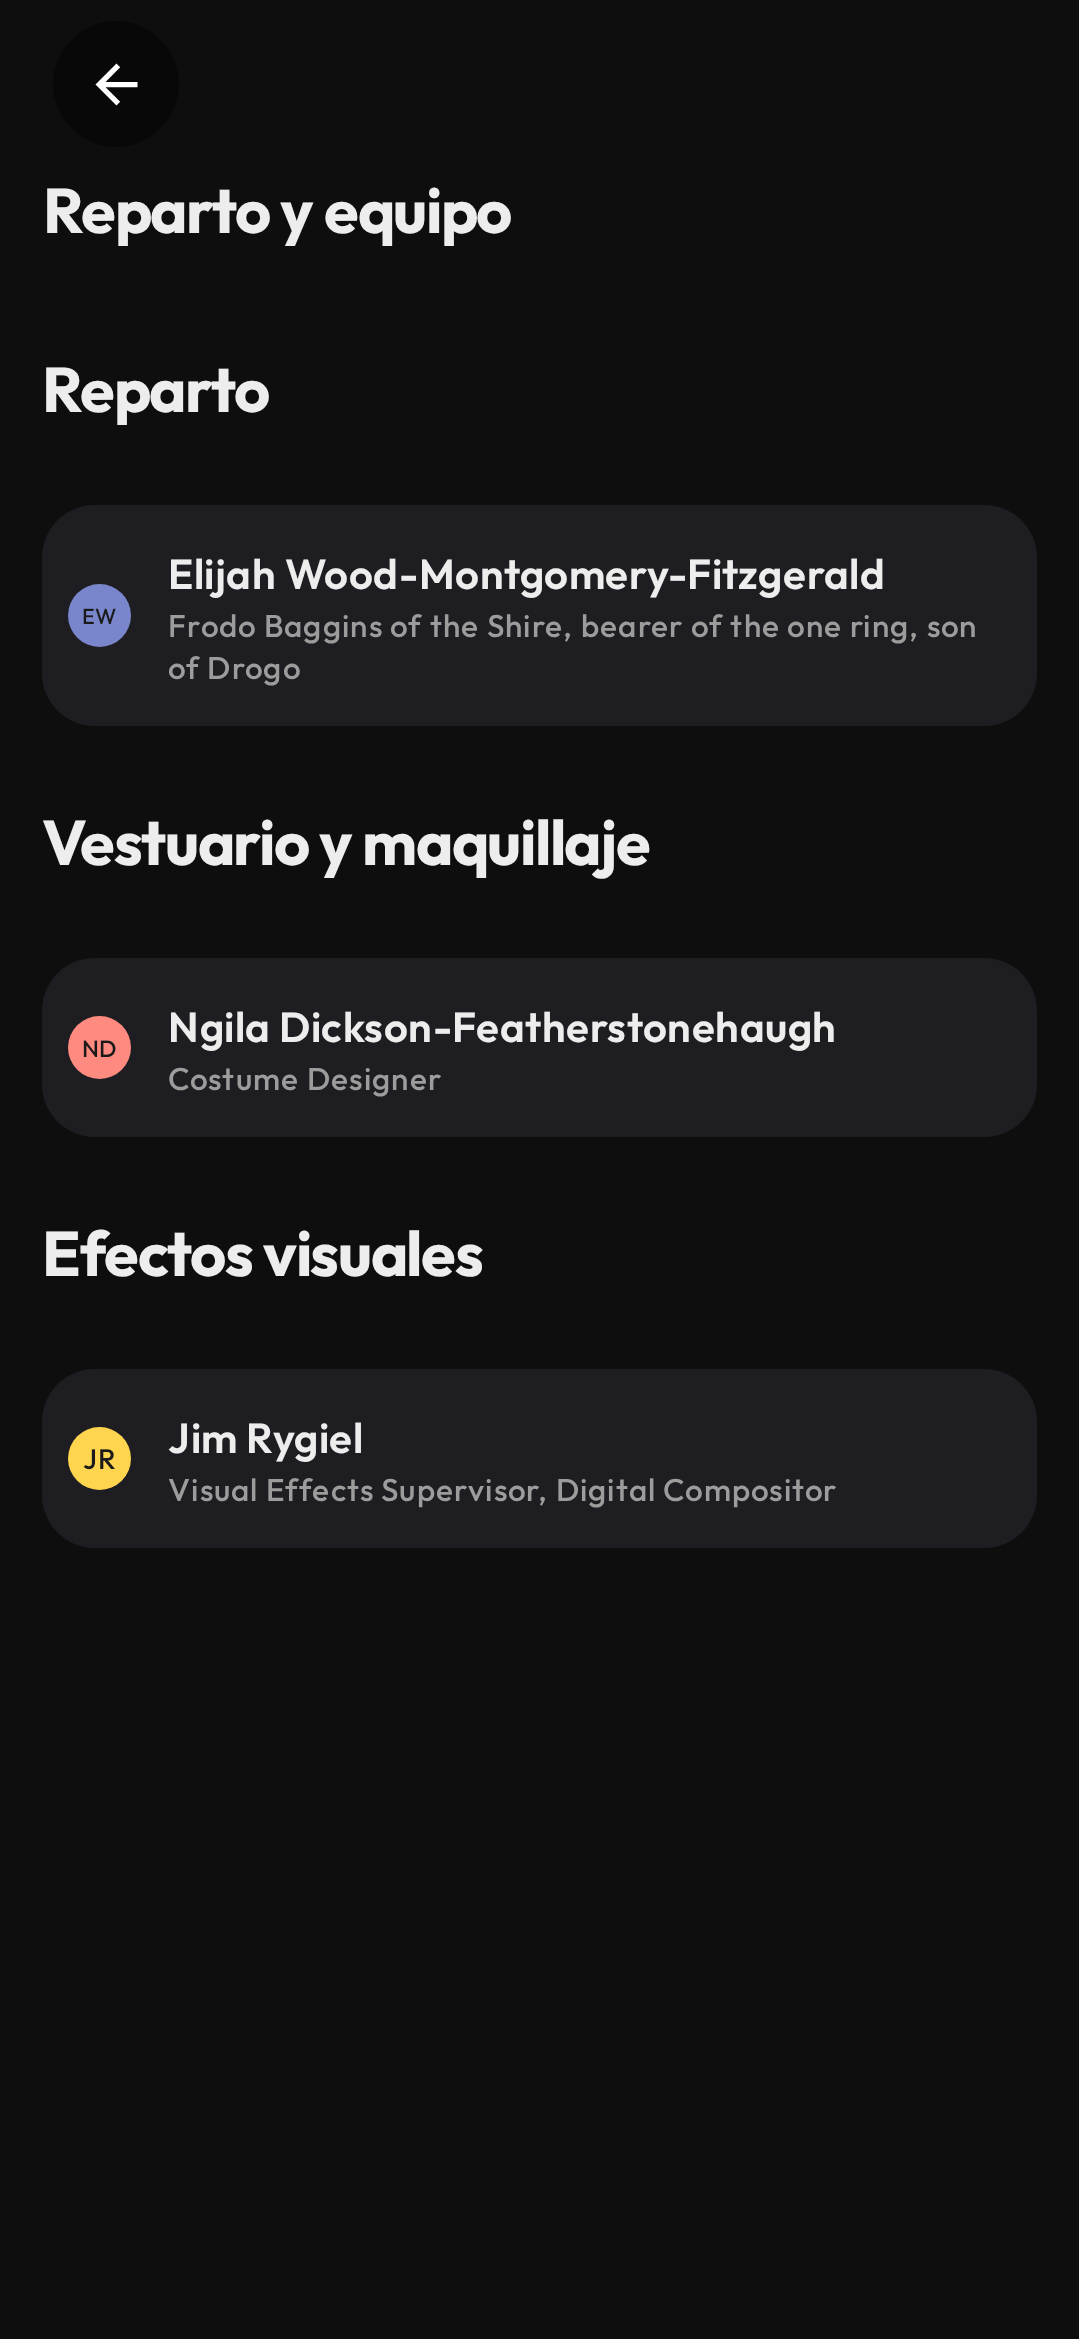 Reparto y equipo
Reparto
EW
Elijah Wood-Montgomery-Fitzgerald
Frodo Baggins of the Shire, bearer of the one ring, son
of Drogo
Vestuario y maquillaje
ND
Ngila Dickson-Featherstonehaugh
Costume Designer
Efectos visuales
JR
Jim Rygiel
Visual Effects Supervisor, Digital Compositor